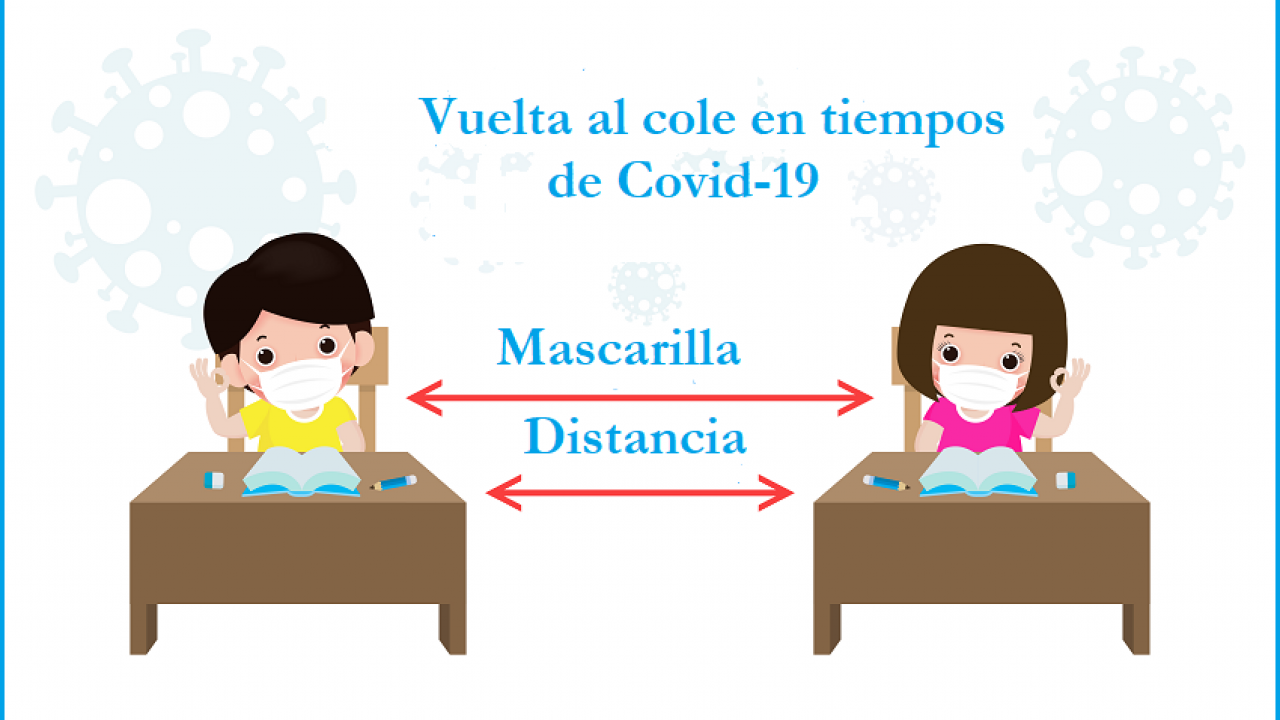 Vuelta al cole en tiempos
de Covid-19
Mascarilla
Distancia